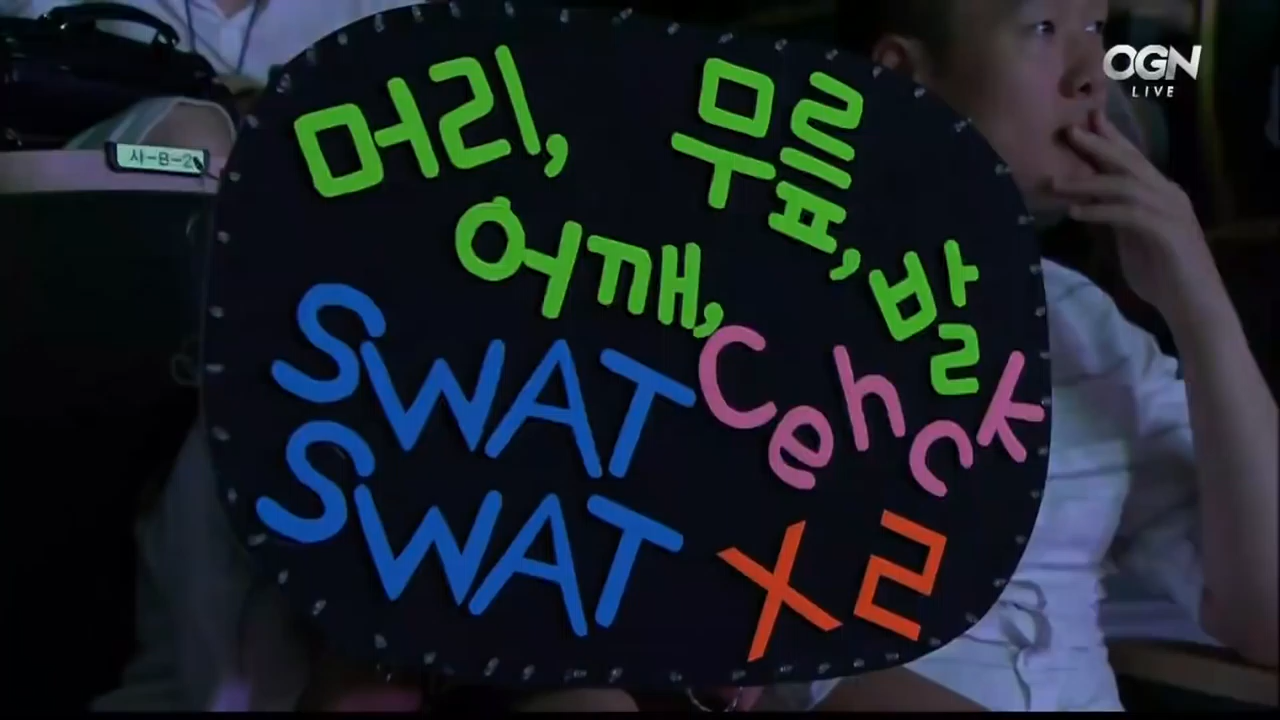 OGN
LIVE
사-B-2
머리, 무릎, 발
어깨,
SWAT Cehck
SWAT X2